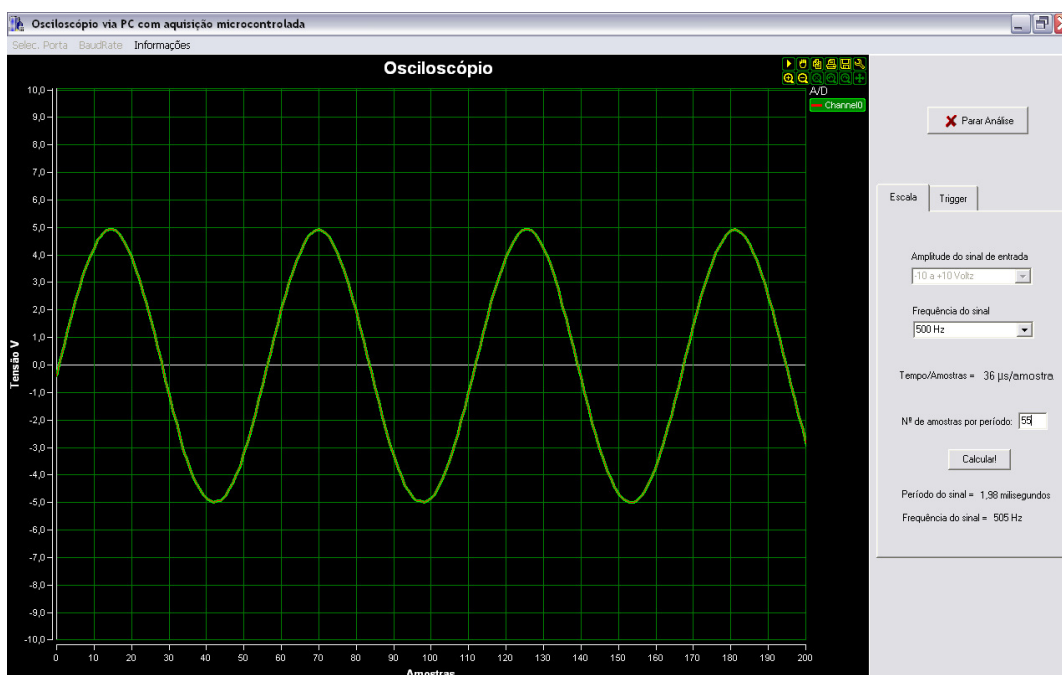 Osciloscópio via PC com aquisição microcontrolada
Selec. Porta BaudRate Informações
Osciloscópio
A/D
Channel0
10,0
9,0
8,0
7,0
6,0
5,0
4,0
3,0
2,0
1,0
0,0
-1,0
-2,0
-3,0
-4,0
-5,0
-6,0
-7,0
-8,0
-9,0
-10,0
Tensão V
0 10 20 30 40 50 60 70 80 90 100 110 120 130 140 150 160 170 180 190 200
Amostras
Parar Análise
Escala Trigger
Amplitude do sinal de entrada
-10 a +10 Voltz
Frequência do sinal
500 Hz
Tempo/Amostras = 36 µs/amostra
Nº de amostras por período: 55
Calcular!
Período do sinal = 1,98 milisegundos
Frequência do sinal = 505 Hz